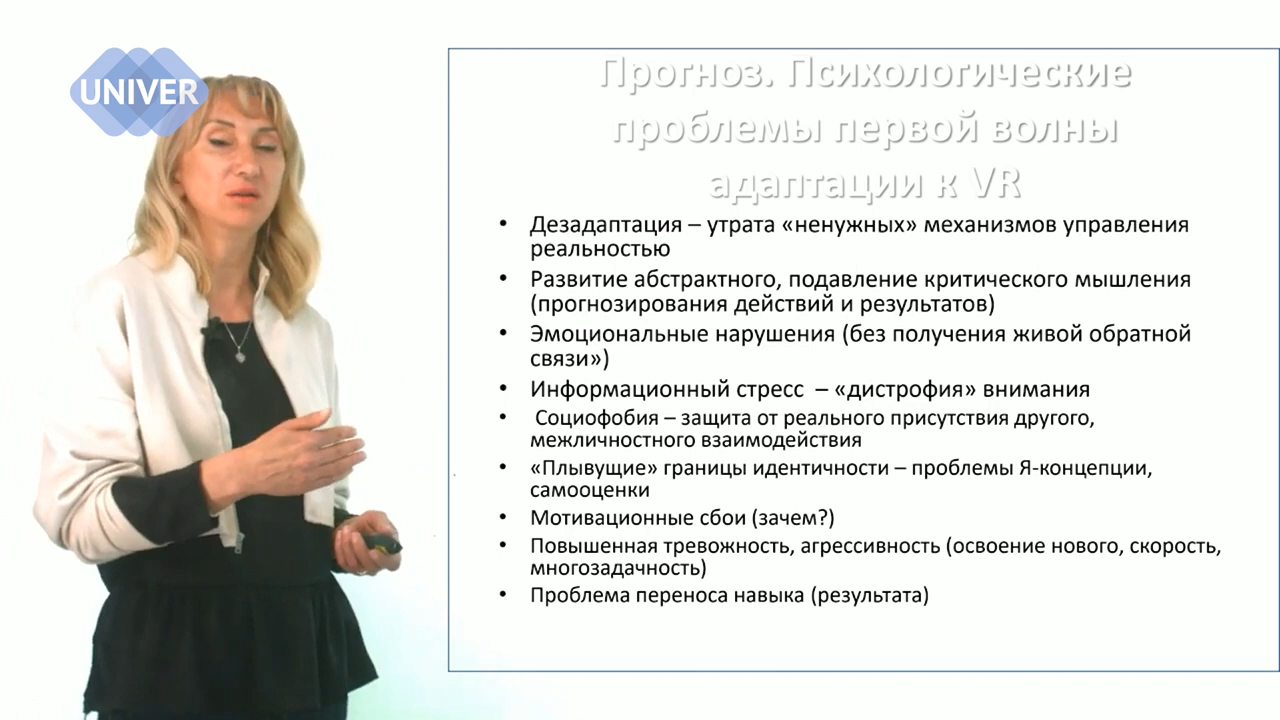 UNIVER
Прогноз. Психологические
проблемы первой волны
адаптации к VR
• Дезадаптация – утрата «ненужных» механизмов управления
реальностью
• Развитие абстрактного, подавление критического мышления
(прогнозирования действий и результатов)
• Эмоциональные нарушения (без получения живой обратной
связи»)
• Информационный стресс – «дистрофия» внимания
• Социофобия – защита от реального присутствия другого,
межличностного взаимодействия
• «Плывущие» границы идентичности – проблемы Я-концепции,
самооценки
• Мотивационные сбои (зачем?)
• Повышенная тревожность, агрессивность (освоение нового, скорость,
многозадачность)
• Проблема переноса навыка (результата)